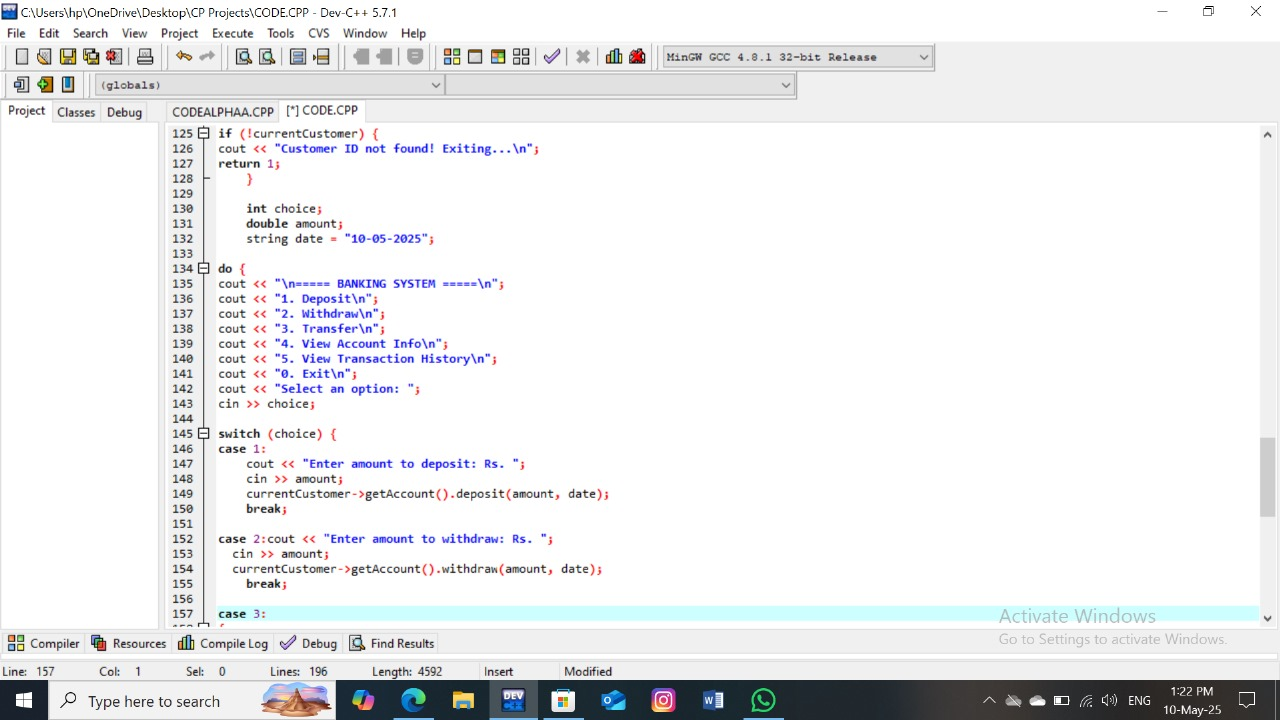 C:\Users\hp\OneDrive\Desktop\CP Projects\CODE.CPP - Dev-C++ 5.7.1
File Edit Search View Project Execute Tools CVS Window Help
MinGW GCC 4.8.1 32-bit Release
(globals)
Project Classes Debug CODEALPHAA.CPP [*] CODE.CPP
125 if (!currentCustomer) {
126 cout << "Customer ID not found! Exiting...\n";
127 return 1;
128 }
129
130 int choice;
131 double amount;
132 string date = "10-05-2025";
133
134 do {
135 cout << "\n===== BANKING SYSTEM =====\n";
136 cout << "1. Deposit\n";
137 cout << "2. Withdraw\n";
138 cout << "3. Transfer\n";
139 cout << "4. View Account Info\n";
140 cout << "5. View Transaction History\n";
141 cout << "0. Exit\n";
142 cout << "Select an option: ";
143 cin >> choice;
144
145 switch (choice) {
146 case 1:
147 cout << "Enter amount to deposit: Rs. ";
148 cin >> amount;
149 currentCustomer->getAccount().deposit(amount, date);
150 break;
151
152 case 2:cout << "Enter amount to withdraw: Rs. ";
153 cin >> amount;
154 currentCustomer->getAccount().withdraw(amount, date);
155 break;
156
157 case 3:
Activate Windows
Go to Settings to activate Windows.
Compiler Resources Compile Log Debug Find Results
Line: 157 Col: 1 Sel: 0 Lines: 196 Length: 4592 Insert Modified
Type here to search
DEV
ENG
1:22 PM
10-May-25